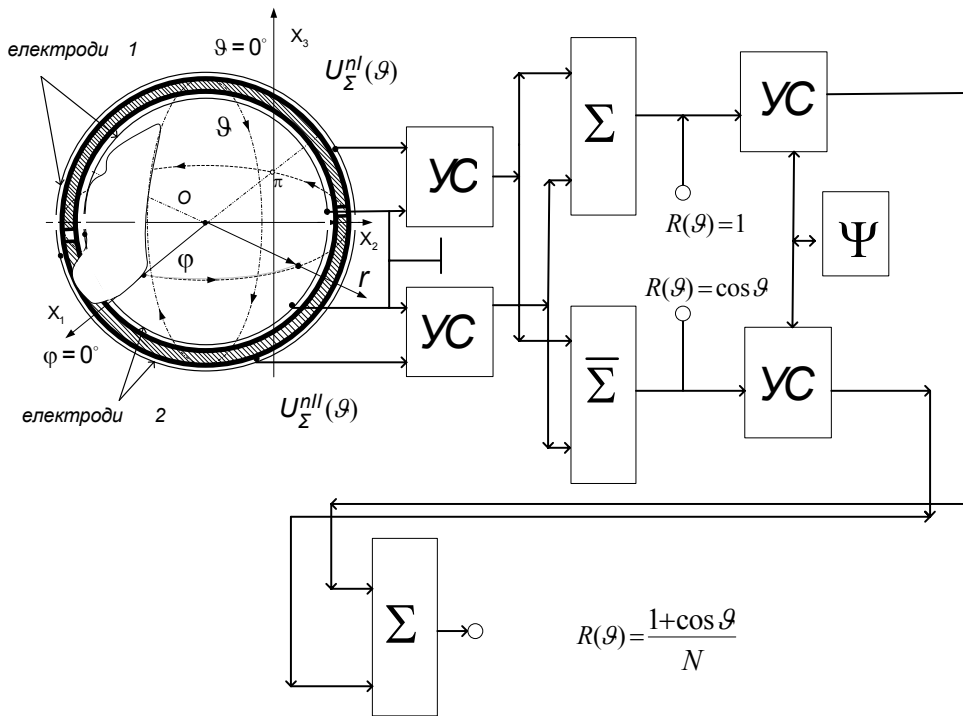 електроди 1
ϑ = 0°
X₃
U_Σ^{nI}(ϑ)
ϑ
УС
Σ
УС
π
O
R(ϑ) = 1
X₂
Ψ
φ
r
R(ϑ) = cos ϑ
X₁
УС
Σ̅
УС
φ = 0°
електроди 2
U_Σ^{nII}(ϑ)
Σ
R(ϑ) = \frac{1 + cos ϑ}{N}